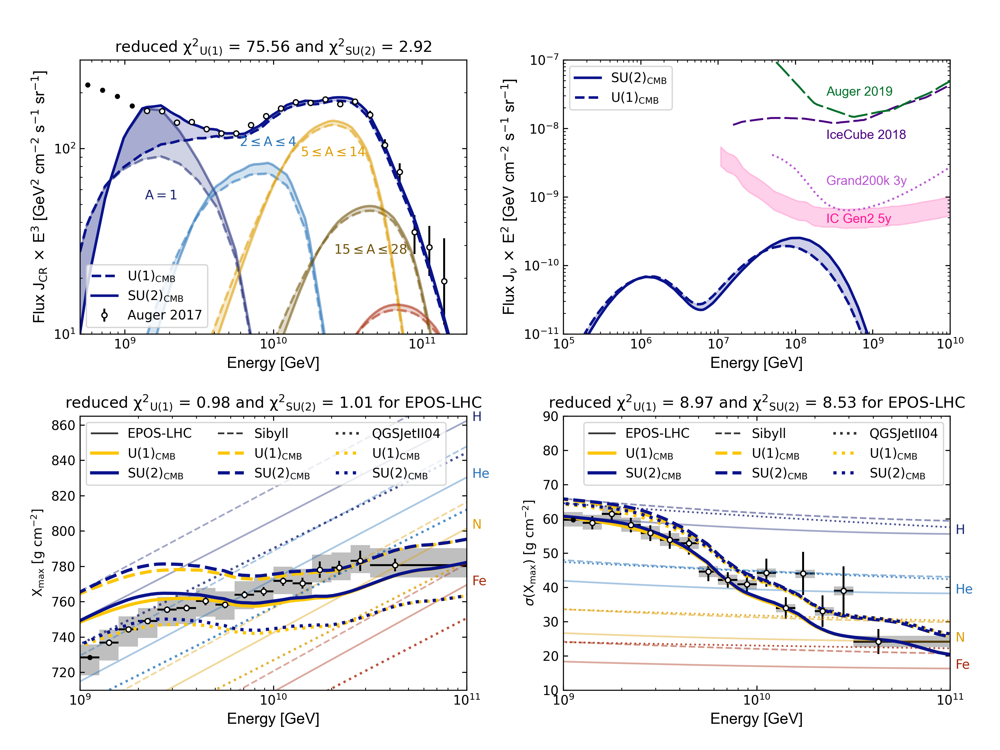 reduced χ²U(1) = 75.56 and χ²SU(2) = 2.92
Flux JCR × E³ [GeV² cm⁻² s⁻¹ sr⁻¹]
10²
10¹
2 ≤ A ≤ 4
5 ≤ A ≤ 14
A = 1
15 ≤ A ≤ 28
U(1)CMB
SU(2)CMB
Auger 2017
10⁹ 10¹⁰ 10¹¹
Energy [GeV]
Flux Jν × E² [GeV cm⁻² s⁻¹ sr⁻¹]
10⁻⁷
10⁻⁸
10⁻⁹
10⁻¹⁰
10⁻¹¹
SU(2)CMB
U(1)CMB
Auger 2019
IceCube 2018
Grand200k 3y
IC Gen2 5y
10⁵ 10⁶ 10⁷ 10⁸ 10⁹ 10¹⁰
Energy [GeV]
reduced χ²U(1) = 0.98 and χ²SU(2) = 1.01 for EPOS-LHC
Xmax [g cm⁻²]
860
840
820
800
780
760
740
720
EPOS-LHC Sibyll QGSJetII04
U(1)CMB U(1)CMB U(1)CMB
SU(2)CMB SU(2)CMB SU(2)CMB
H
He
N
Fe
10⁹ 10¹⁰ 10¹¹
Energy [GeV]
reduced χ²U(1) = 8.97 and χ²SU(2) = 8.53 for EPOS-LHC
σ(Xmax) [g cm⁻²]
90
80
70
60
50
40
30
20
10
EPOS-LHC Sibyll QGSJetII04
U(1)CMB U(1)CMB U(1)CMB
SU(2)CMB SU(2)CMB SU(2)CMB
H
He
N
Fe
10⁹ 10¹⁰ 10¹¹
Energy [GeV]